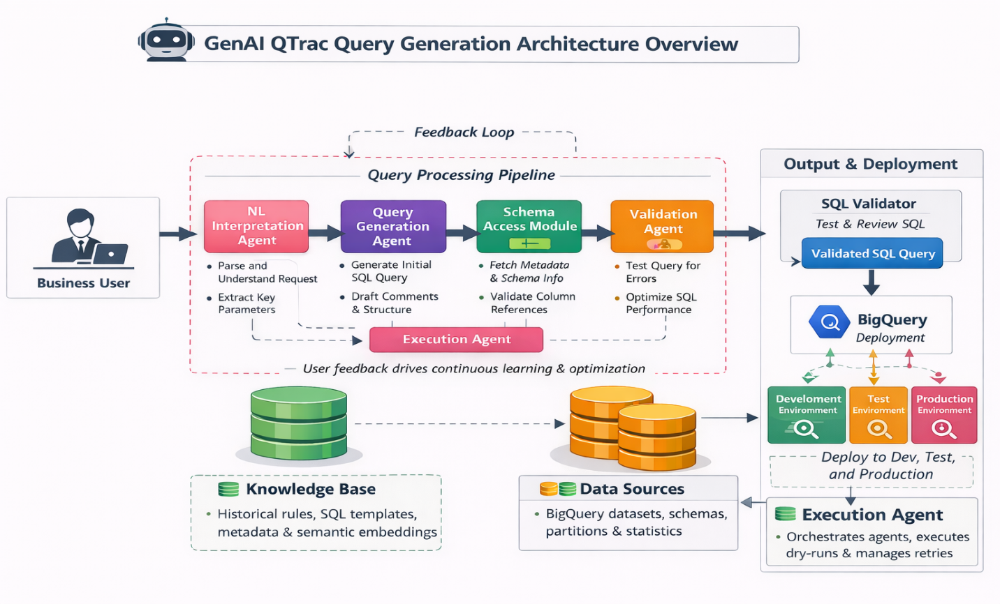 GenAI QTrac Query Generation Architecture Overview
Feedback Loop
Query Processing Pipeline
Business User
NL
Interpretation
Agent
• Parse and
Understand Request
• Extract Key
Parameters
Query
Generation
Agent
• Generate Initial
SQL Query
• Draft Comments
& Structure
Schema
Access Module
• Fetch Metadata
& Schema Info
• Validate Column
References
Validation
Agent
• Test Query for
Errors
• Optimize SQL
Performance
Execution Agent
User feedback drives continuous learning & optimization
Knowledge Base
• Historical rules, SQL templates,
metadata & semantic embeddings
Data Sources
• BigQuery datasets, schemas,
partitions & statistics
Output & Deployment
SQL Validator
Test & Review SQL
Validated SQL Query
BigQuery
Deployment
Develoment
Enviromment
Test
Enviroment
Production
Enviromment
Deploy to Dev, Test,
and Production
Execution Agent
• Orchestrates agents, executes
dry-runs & manages retries